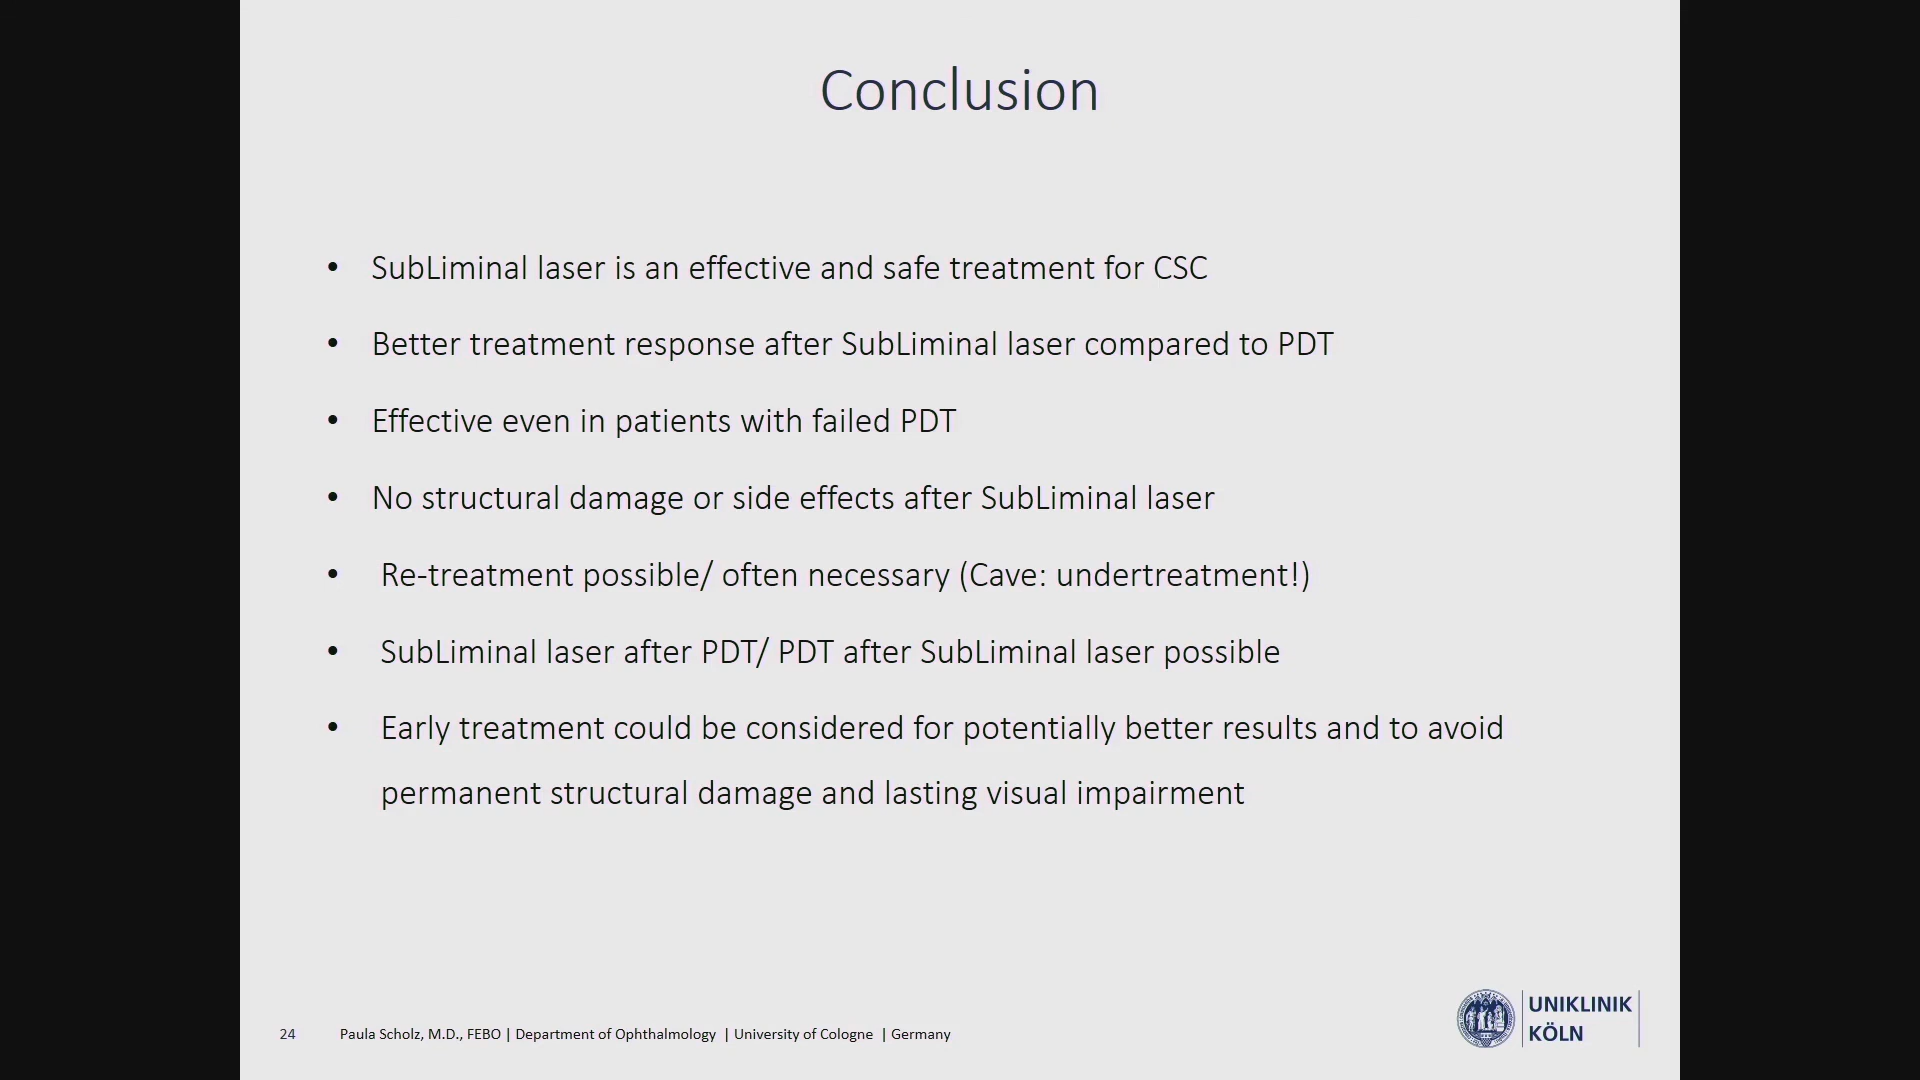 Conclusion
• SubLiminal laser is an effective and safe treatment for CSC
• Better treatment response after SubLiminal laser compared to PDT
• Effective even in patients with failed PDT
• No structural damage or side effects after SubLiminal laser
• Re-treatment possible/ often necessary (Cave: undertreatment!)
• SubLiminal laser after PDT/ PDT after SubLiminal laser possible
• Early treatment could be considered for potentially better results and to avoid
permanent structural damage and lasting visual impairment
24 Paula Scholz, M.D., FEBO | Department of Ophthalmology | University of Cologne | Germany
UNIKLINIK
KÖLN